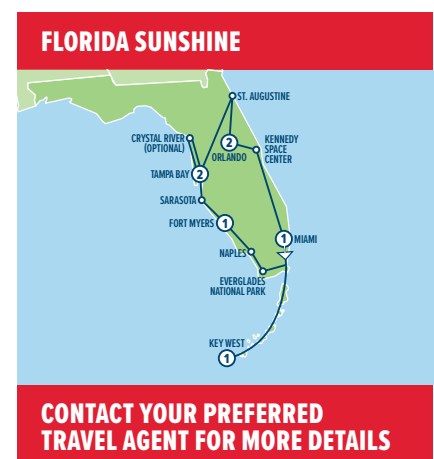 FLORIDA SUNSHINE
ST. AUGUSTINE
CRYSTAL RIVER
(OPTIONAL)
KENNEDY
SPACE
CENTER
2
ORLANDO
TAMPA BAY
2
SARASOTA
FORT MYERS
1
1
MIAMI
NAPLES
EVERGLADES
NATIONAL PARK
KEY WEST
1
CONTACT YOUR PREFERRED
TRAVEL AGENT FOR MORE DETAILS